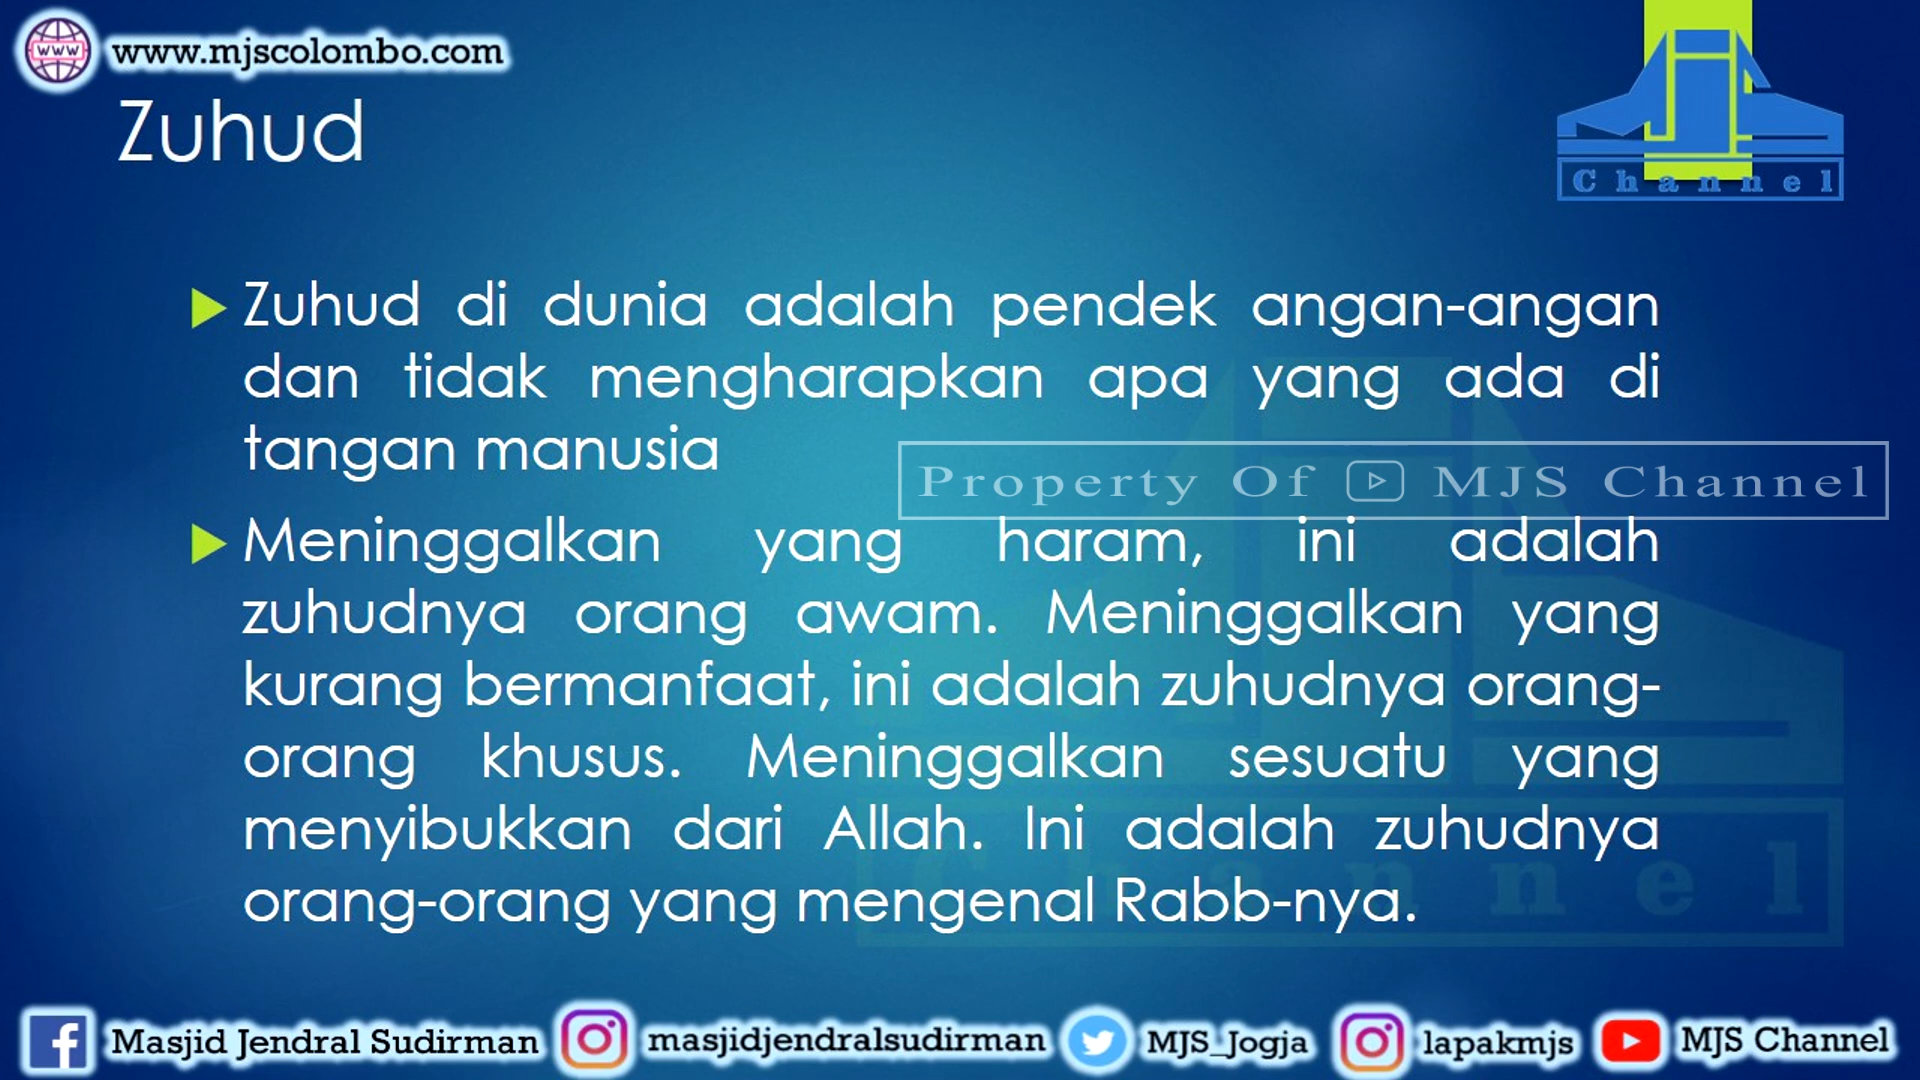 www.mjscolombo.com
Zuhud
Channel
Zuhud di dunia adalah pendek angan-angan
dan tidak mengharapkan apa yang ada di
tangan manusia
Property Of MJS Channel
Meninggalkan yang haram, ini adalah
zuhudnya orang awam. Meninggalkan yang
kurang bermanfaat, ini adalah zuhudnya orang-
orang khusus. Meninggalkan sesuatu yang
menyibukkan dari Allah. Ini adalah zuhudnya
orang-orang yang mengenal Rabb-nya.
Masjid Jendral Sudirman masjidjendralsudirman MJS_Jogja lapakmjs MJS Channel